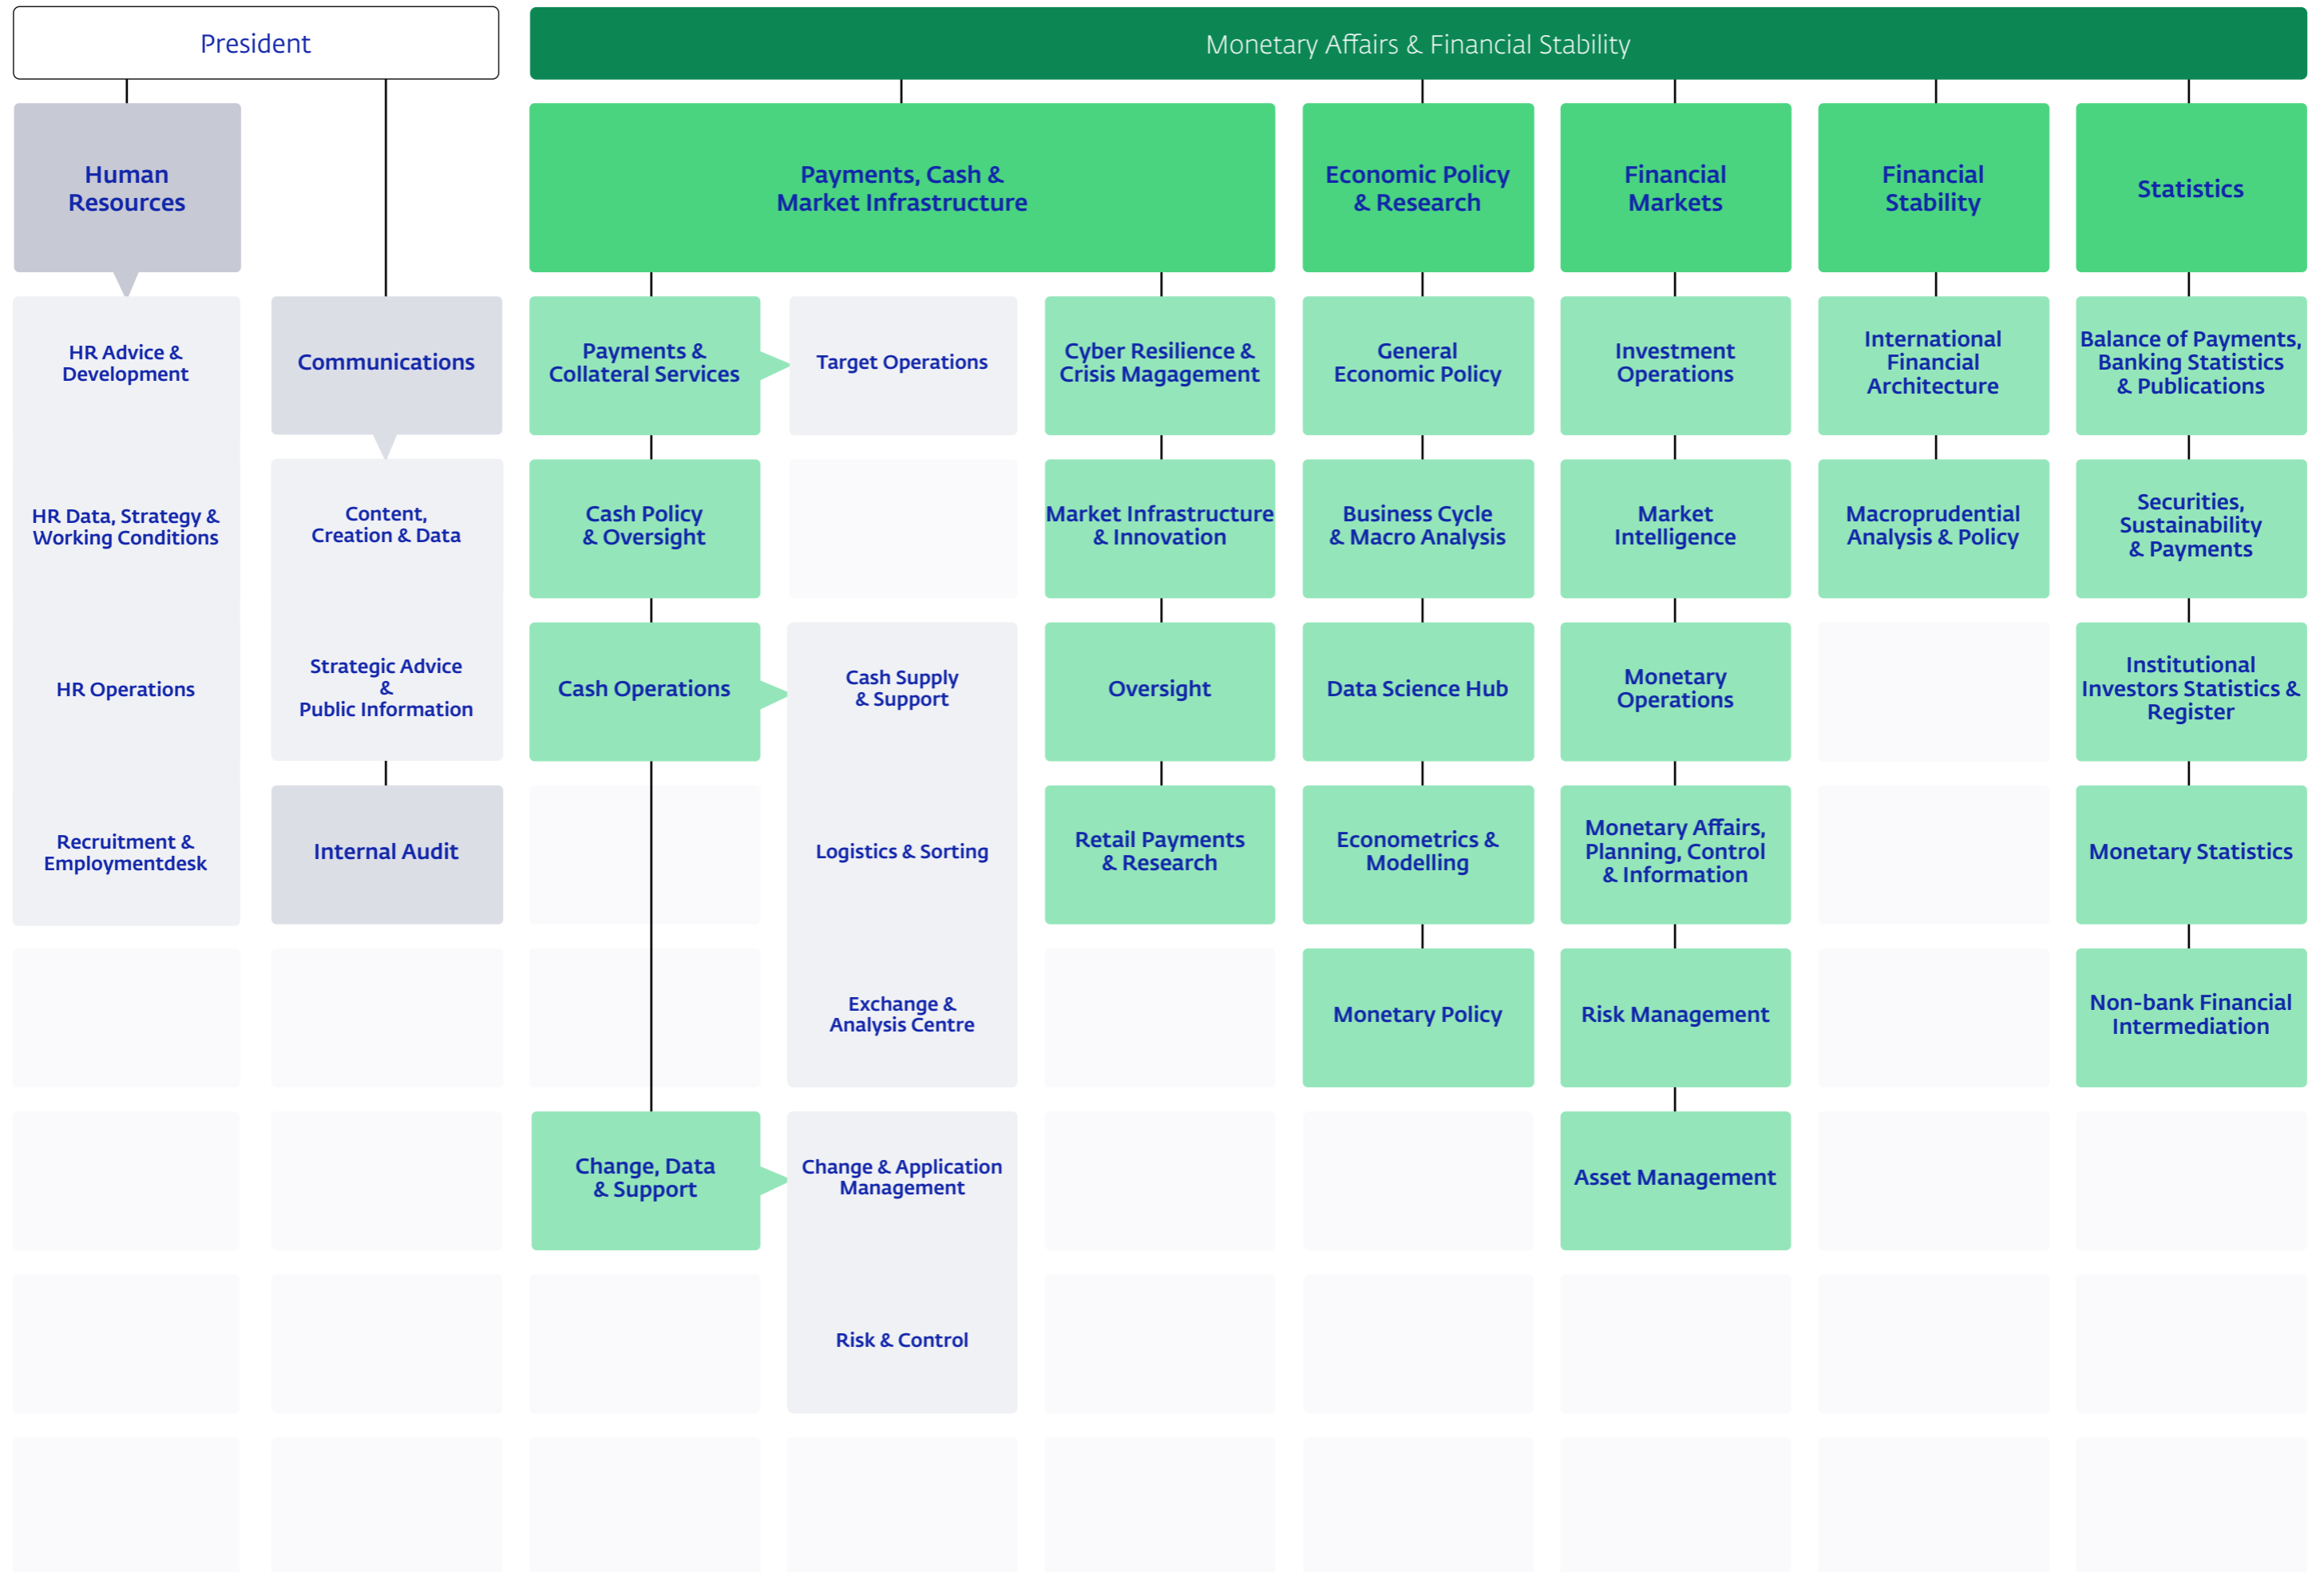 President
Monetary Affairs & Financial Stability
Human
Resources
Payments, Cash &
Market Infrastructure
Economic Policy
& Research
Financial
Markets
Financial
Stability
Statistics
HR Advice &
Development
HR Data, Strategy &
Working Conditions
HR Operations
Recruitment &
Employmentdesk
Communications
Content,
Creation & Data
Strategic Advice
&
Public Information
Internal Audit
Payments &
Collateral Services
Cash Policy
& Oversight
Cash Operations
Change, Data
& Support
Target Operations
Cash Supply
& Support
Logistics & Sorting
Exchange &
Analysis Centre
Change & Application
Management
Risk & Control
Cyber Resilience &
Crisis Magagement
Market Infrastructure
& Innovation
Oversight
Retail Payments
& Research
General
Economic Policy
Business Cycle
& Macro Analysis
Data Science Hub
Econometrics &
Modelling
Monetary Policy
Investment
Operations
Market
Intelligence
Monetary
Operations
Monetary Affairs,
Planning, Control
& Information
Risk Management
Asset Management
International
Financial
Architecture
Macroprudential
Analysis & Policy
Balance of Payments,
Banking Statistics
& Publications
Securities,
Sustainability
& Payments
Institutional
Investors Statistics &
Register
Monetary Statistics
Non-bank Financial
Intermediation